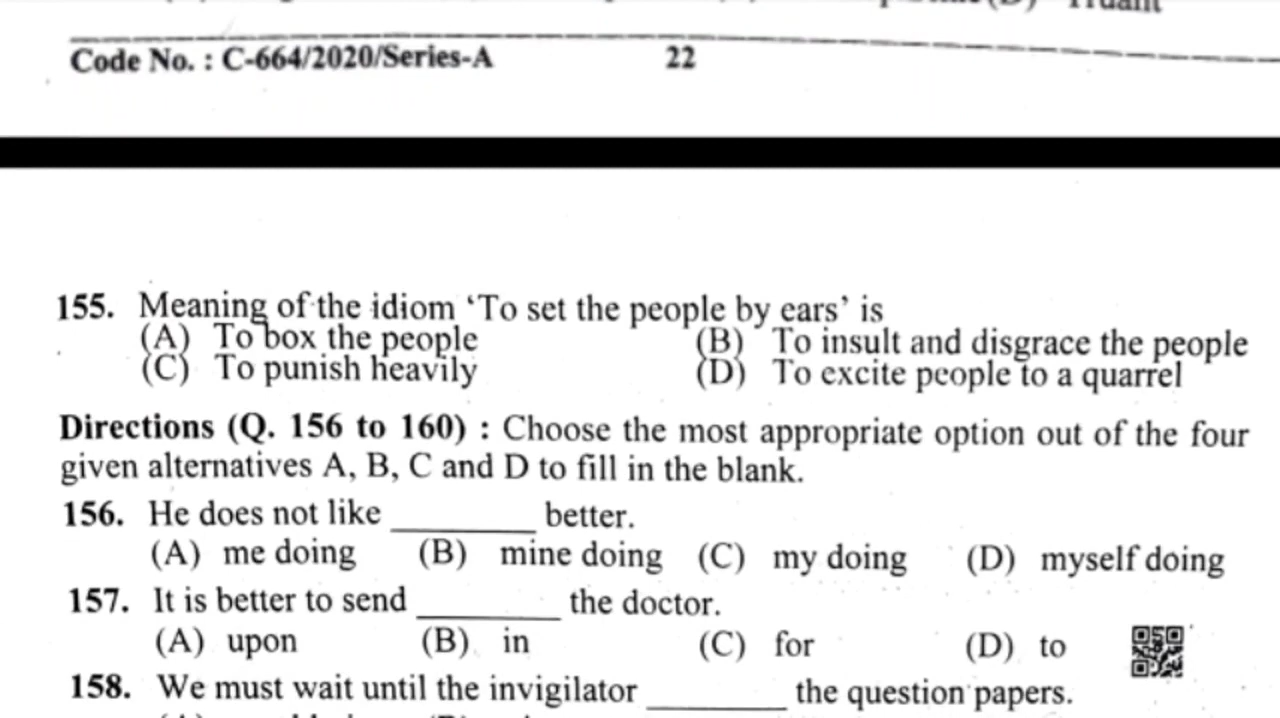 Truant
Code No. : C-664/2020/Series-A 22
155. Meaning of the idiom ‘To set the people by ears’ is
(A) To box the people (B) To insult and disgrace the people
(C) To punish heavily (D) To excite people to a quarrel
Directions (Q. 156 to 160) : Choose the most appropriate option out of the four
given alternatives A, B, C and D to fill in the blank.
156. He does not like ________ better.
(A) me doing (B) mine doing (C) my doing (D) myself doing
157. It is better to send ________ the doctor.
(A) upon (B) in (C) for (D) to
158. We must wait until the invigilator ________ the question papers.